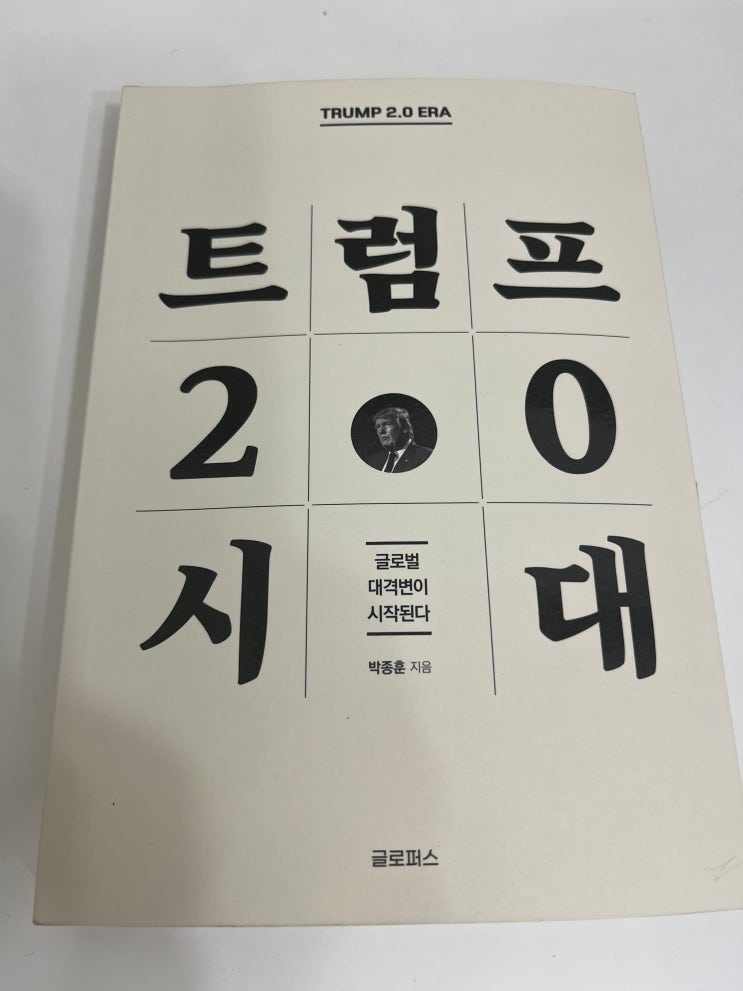 TRUMP 2.0 ERA
트럼프
2 0
시 대
글로벌
대격변이
시작된다
박종훈 지음
글로퍼스